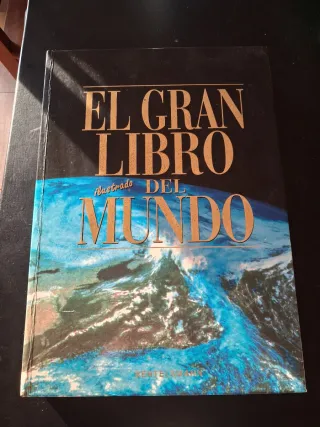 EL GRAN
LIBRO
ilustrado DEL
MUNDO